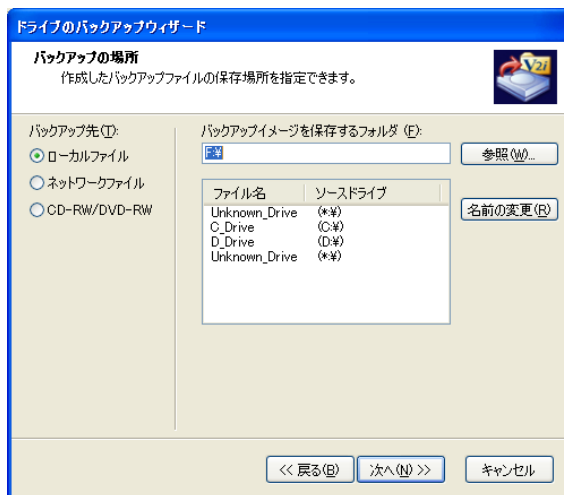 ドライブのバックアップウィザード
バックアップの場所
作成したバックアップファイルの保存場所を指定できます。
V2i
バックアップ先(T):
ローカルファイル
ネットワークファイル
CD-RW/DVD-RW
バックアップイメージを保存するフォルダ (F):
F:¥
参照(W)...
ファイル名 ソースドライブ
Unknown_Drive (*:¥)
C_Drive (C:¥)
D_Drive (D:¥)
Unknown_Drive (*:¥)
名前の変更(R)
<< 戻る(B)
次へ(N) >>
キャンセル